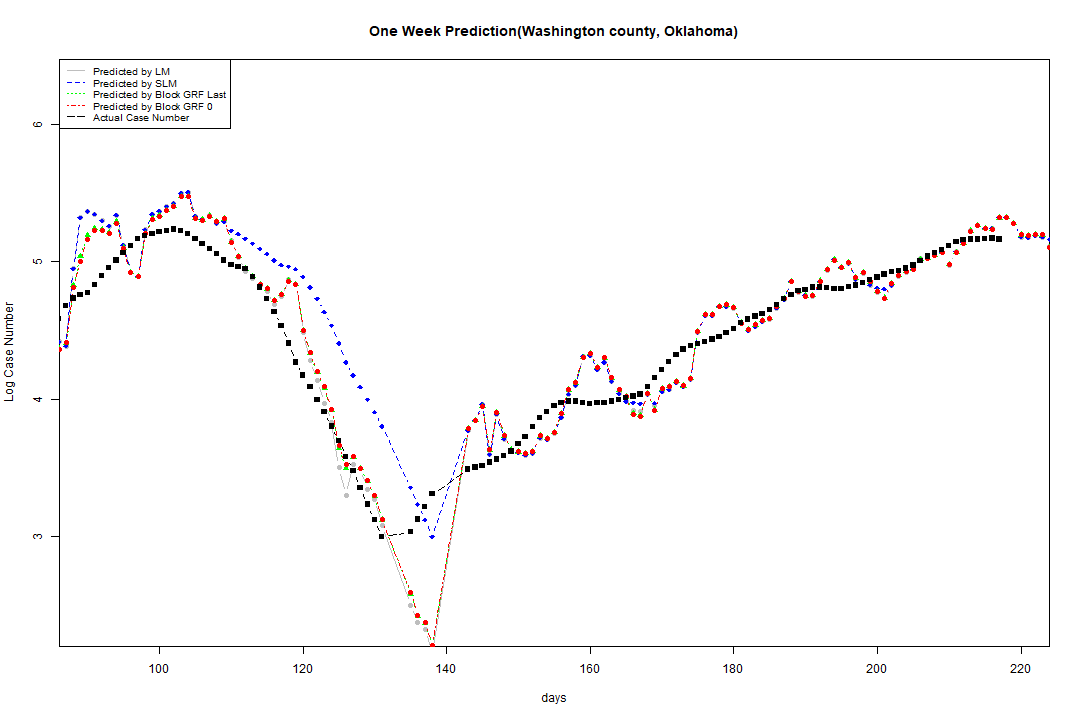 One Week Prediction(Washington county, Oklahoma)
Predicted by LM
Predicted by SLM
Predicted by Block GRF Last
Predicted by Block GRF 0
Actual Case Number
6
5
4
3
Log Case Number
100 120 140 160 180 200 220
days